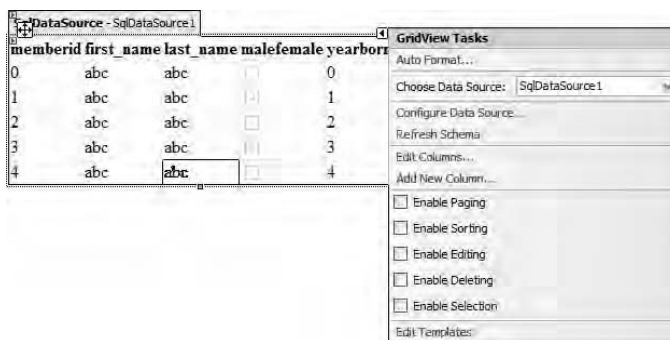 SqlDataSource - SqlDataSource1
memberid first_name last_name malefemale yearborn
0 abc abc 0
1 abc abc 1
2 abc abc 2
3 abc abc 3
4 abc abc 4
GridView Tasks
Auto Format...
Choose Data Source: SqlDataSource1
Configure Data Source...
Refresh Schema
Edit Columns...
Add New Column...
Enable Paging
Enable Sorting
Enable Editing
Enable Deleting
Enable Selection
Edit Templates